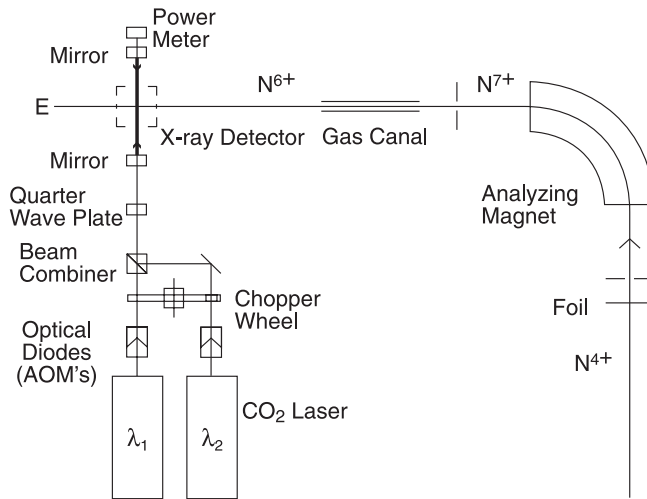 Power
Meter
Mirror
E
N6+
N7+
X-ray Detector
Gas Canal
Mirror
Quarter
Wave Plate
Analyzing
Magnet
Beam
Combiner
Chopper
Wheel
Foil
Optical
Diodes
(AOM's)
N4+
CO2 Laser
λ1
λ2